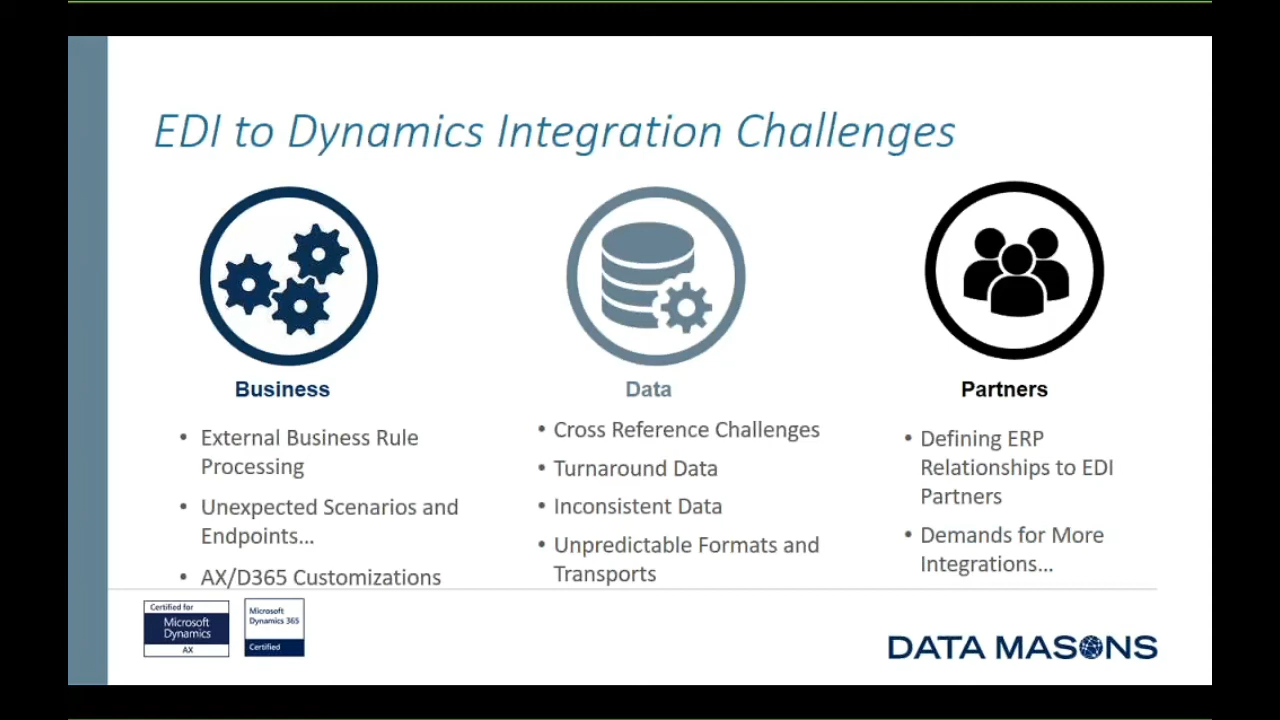 EDI to Dynamics Integration Challenges
Business
• External Business Rule
Processing
• Unexpected Scenarios and
Endpoints…
• AX/D365 Customizations
Data
• Cross Reference Challenges
• Turnaround Data
• Inconsistent Data
• Unpredictable Formats and
Transports
Partners
• Defining ERP
Relationships to EDI
Partners
• Demands for More
Integrations…
Certified for
Microsoft
Dynamics
AX
Microsoft
Dynamics 365
Certified
DATA MASONS